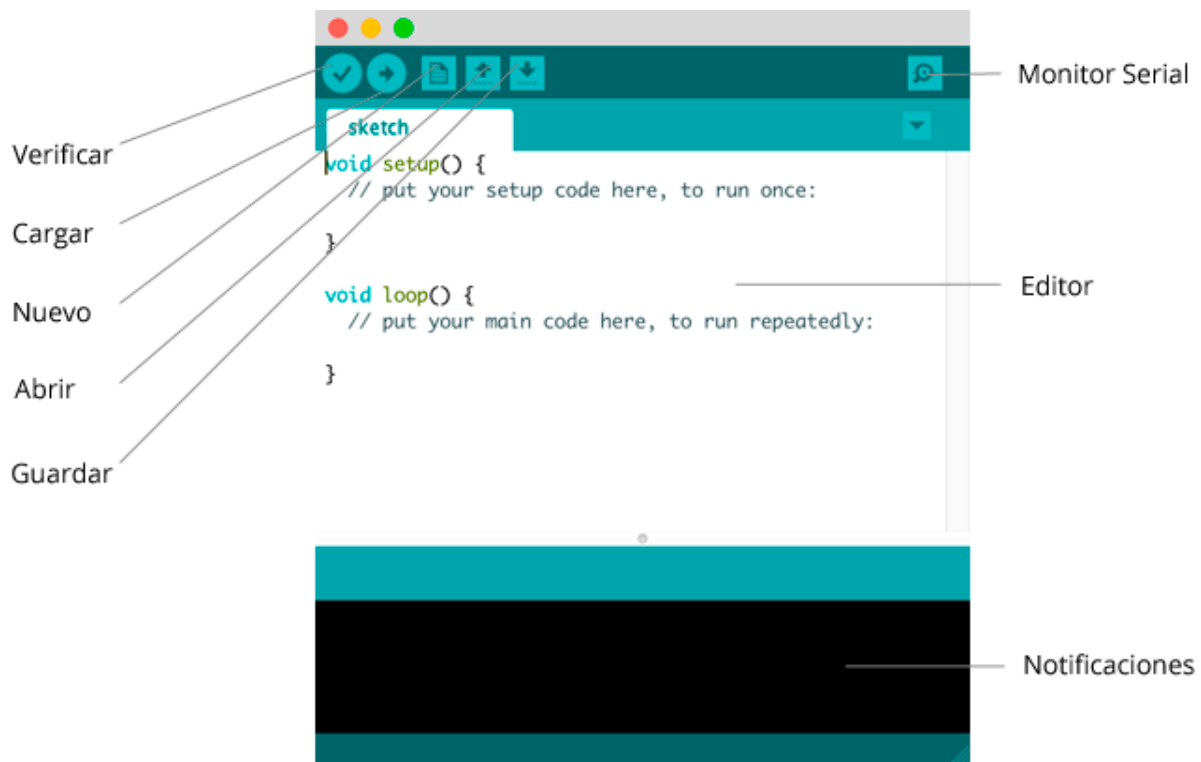 Monitor Serial
sketch
Verificar
void setup() {
// put your setup code here, to run once:
Cargar
}
Editor
Nuevo
void loop() {
// put your main code here, to run repeatedly:
Abrir
}
Guardar
Notificaciones